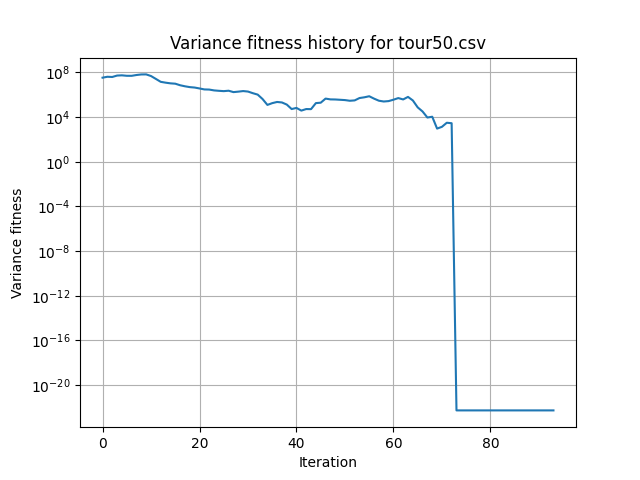 Variance fitness history for tour50.csv
Variance fitness
10^8
10^4
10^0
10^−4
10^−8
10^−12
10^−16
10^−20
0 20 40 60 80
Iteration